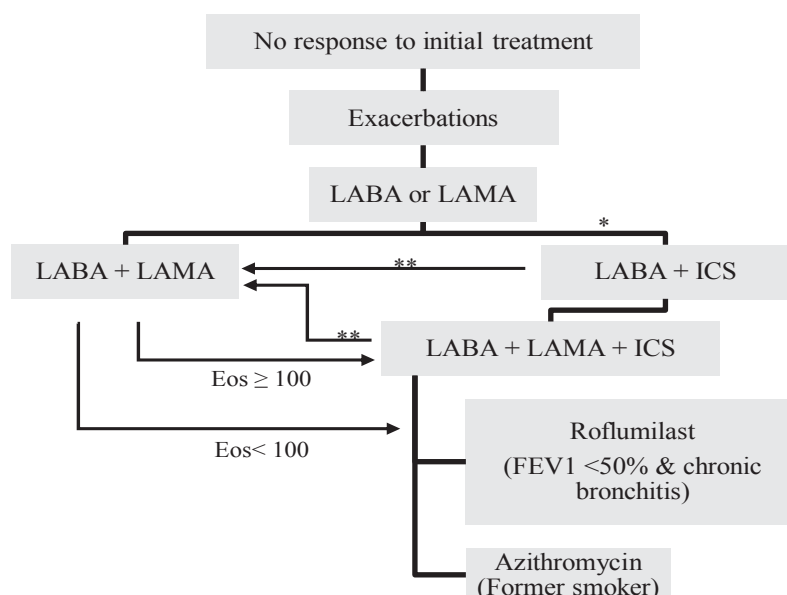 No response to initial treatment
Exacerbations
LABA or LAMA
*
LABA + LAMA
**
LABA + ICS
**
LABA + LAMA + ICS
Eos ≥ 100
Eos< 100
Roflumilast
(FEV1 <50% & chronic
bronchitis)
Azithromycin
(Former smoker)